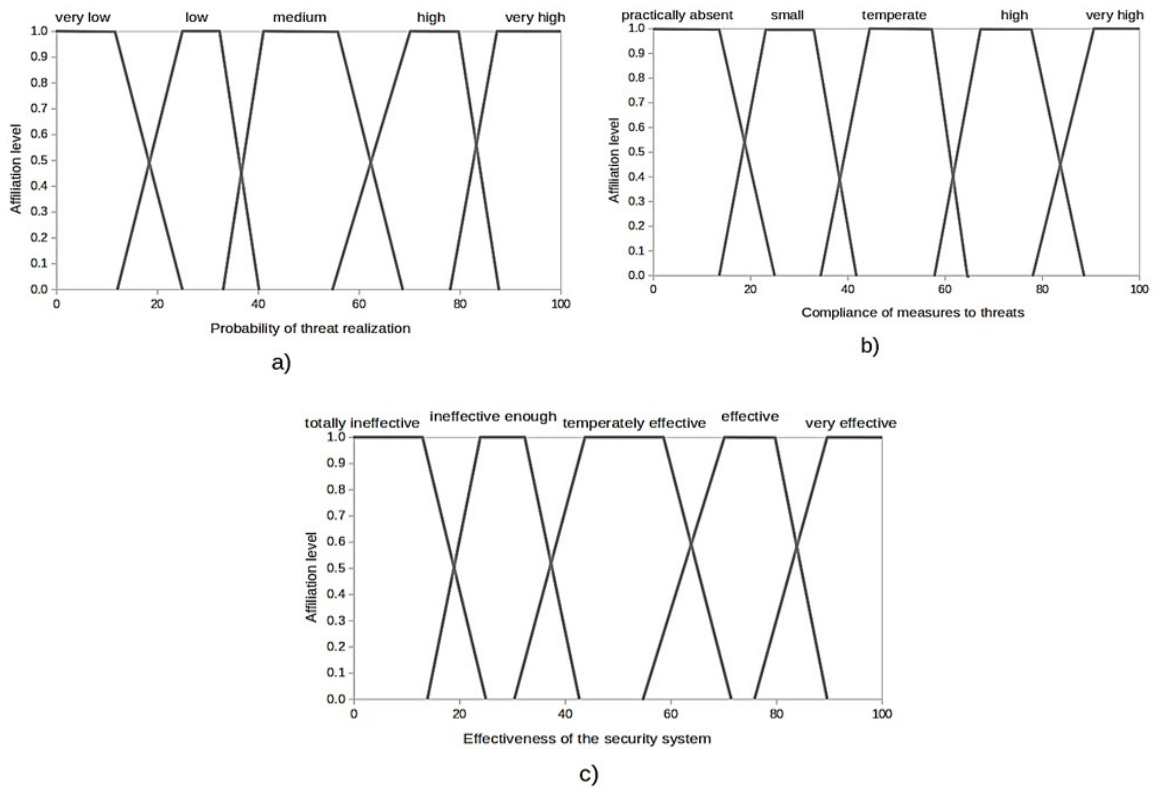 very low low medium high very high
1.0
0.9
0.8
0.7
0.6
0.5
0.4
0.3
0.2
0.1
0.0
Affiliation level
0 20 40 60 80 100
Probability of threat realization
a)
practically absent small temperate high very high
1.0
0.9
0.8
0.7
0.6
0.5
0.4
0.3
0.2
0.1
0.0
Affiliation level
0 20 40 60 80 100
Compliance of measures to threats
b)
totally ineffective ineffective enough temperately effective effective very effective
1.0
0.9
0.8
0.7
0.6
0.5
0.4
0.3
0.2
0.1
0.0
Affiliation level
0 20 40 60 80 100
Effectiveness of the security system
c)